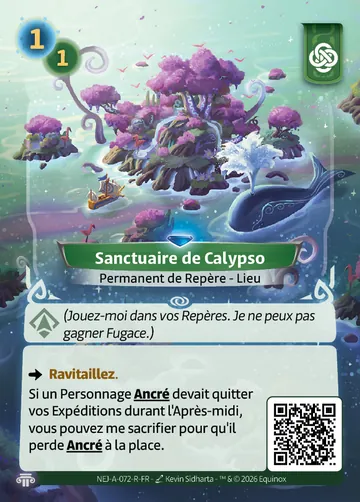 1
1
Sanctuaire de Calypso
Permanent de Repère - Lieu
(Jouez-moi dans vos Repères. Je ne peux pas
gagner Fugace.)
Ravitaillez.
Si un Personnage Ancré devait quitter
vos Expéditions durant l'Après-midi,
vous pouvez me sacrifier pour qu'il
perde Ancré à la place.
NEJ-A-072-R-FR - Kevin Sidharta - ™ & © 2026 Equinox